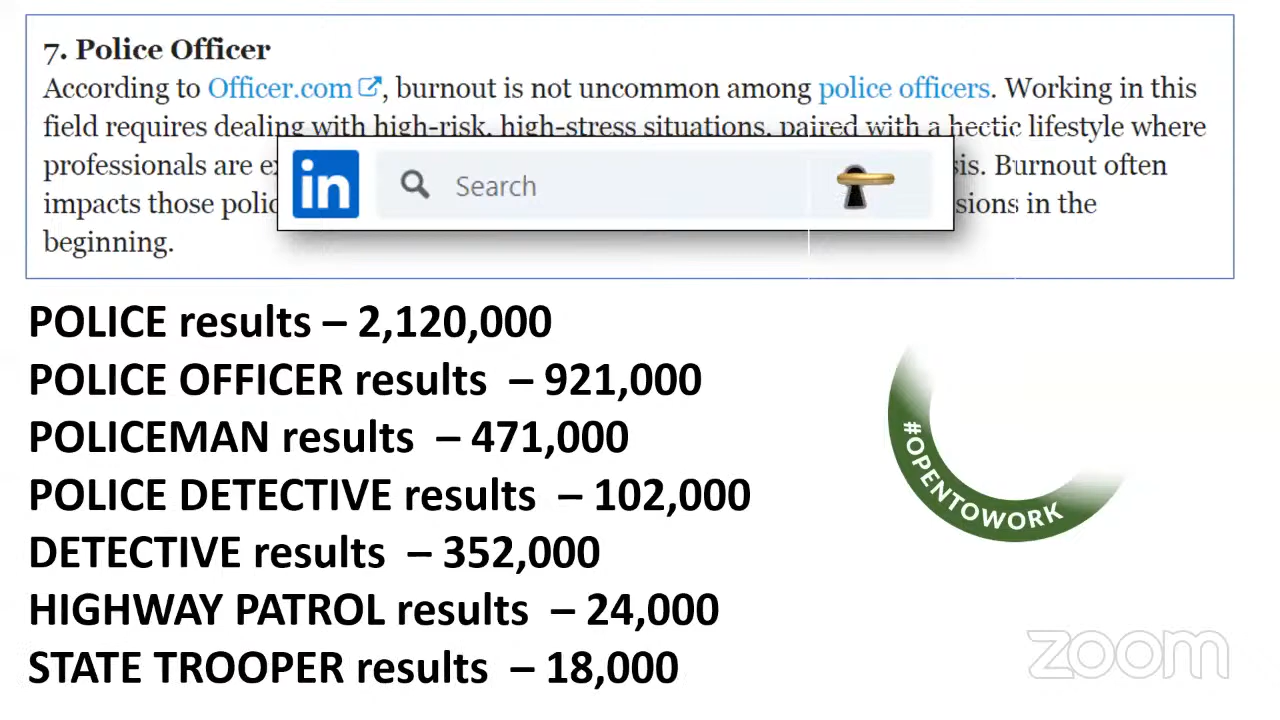 7. Police Officer
According to Officer.com, burnout is not uncommon among police officers. Working in this
field requires dealing with high-risk, high-stress situations, paired with a hectic lifestyle where
professionals are sis. Burnout often
impacts those sions in the
beginning.
in Search
POLICE results – 2,120,000
POLICE OFFICER results – 921,000
POLICEMAN results – 471,000
POLICE DETECTIVE results – 102,000
DETECTIVE results – 352,000
HIGHWAY PATROL results – 24,000
STATE TROOPER results – 18,000
#OPENTOWORK
zoom